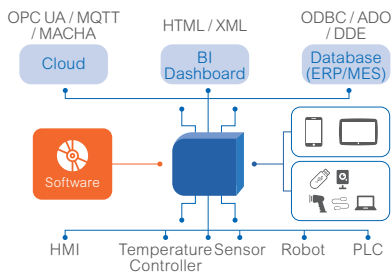 OPC UA / MQTT
/ MACHA
HTML / XML
ODBC / ADO
/ DDE
Cloud
BI
Dashboard
Database
(ERP/MES)
Software
HMI
Temperature
Controller
Sensor
Robot
PLC